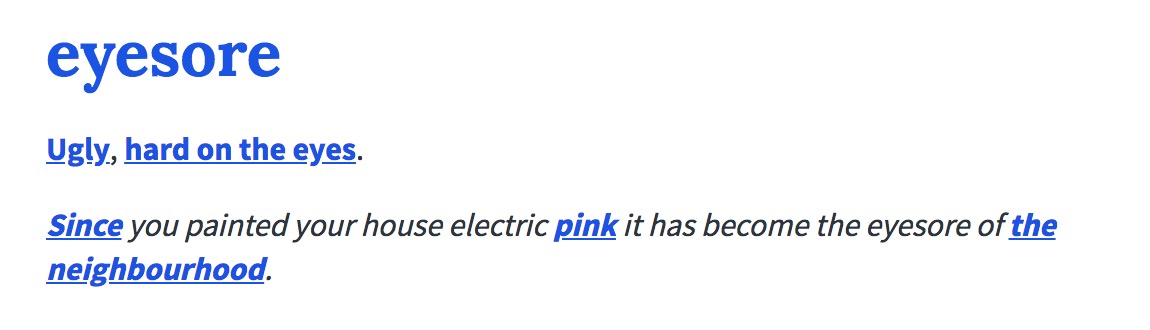 eyesore
Ugly, hard on the eyes.
Since you painted your house electric pink it has become the eyesore of the
neighbourhood.